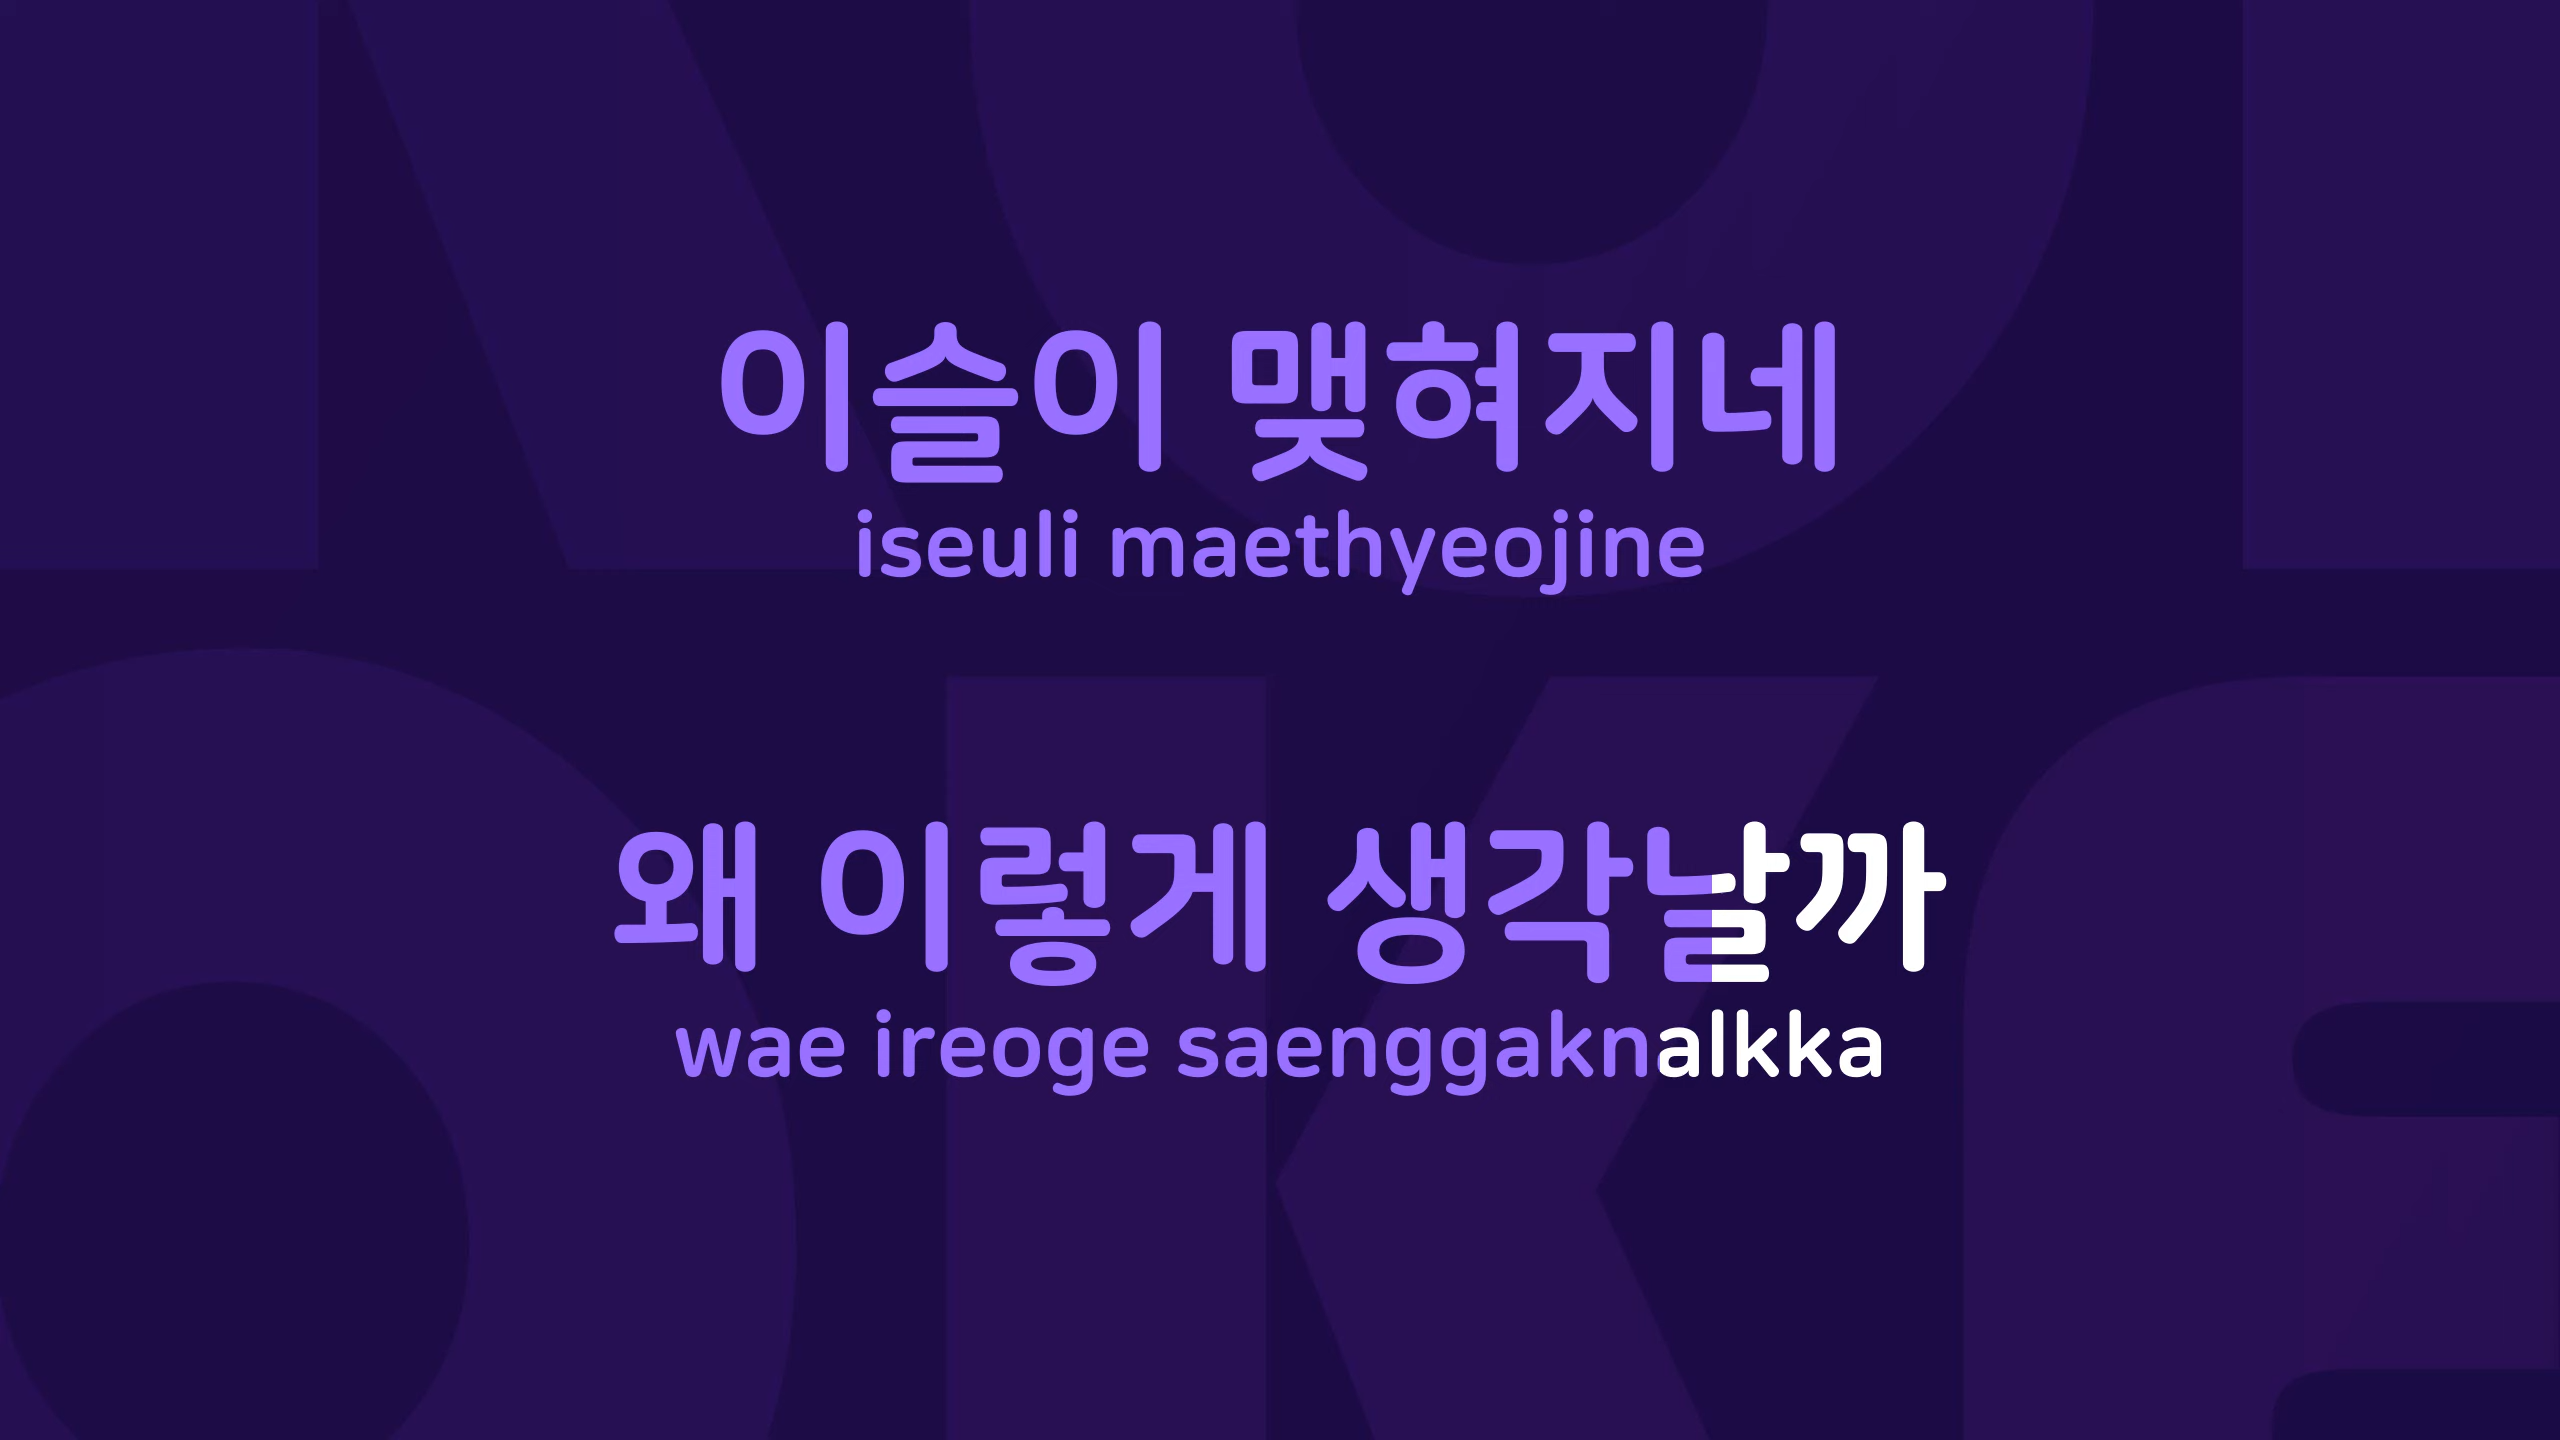 이슬이 맺혀지네
iseuli maethyeojine
왜 이렇게 생각날까
wae ireoge saenggaknalkka